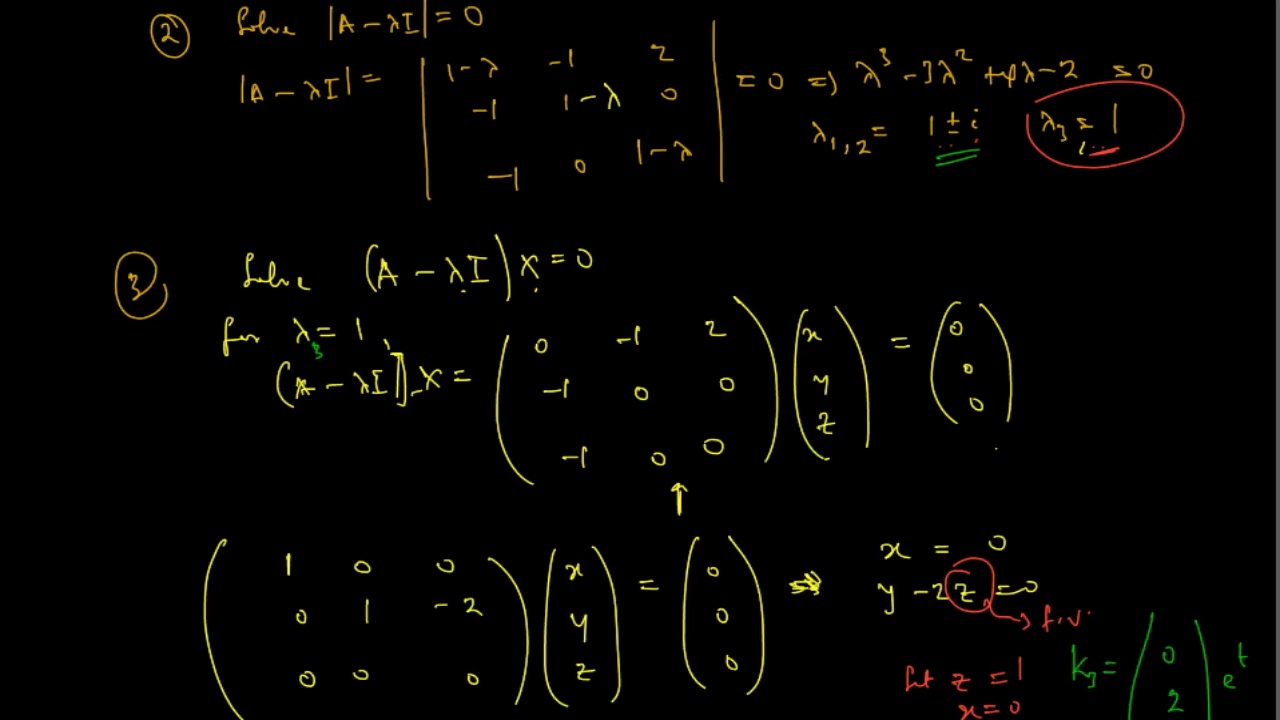 ② Solve |A - λI| = 0
|A - λI| = | 1-λ -1 2 | = 0 ⇒ λ³ - 3λ² + 4λ - 2 = 0
| -1 1-λ 0 | λ₁,₂ = 1 ± i λ₃ = 1
| -1 0 1-λ |
③ Solve (A - λI) X = 0
for λ₃ = 1,
(A - λI) X = ( 0 -1 2 ) ( x ) = ( 0 )
( -1 0 0 ) ( y ) ( 0 )
( -1 0 0 ) ( z ) ( 0 )
↑
( 1 0 0 ) ( x ) = ( 0 ) ⇒ x = 0
( 0 1 -2 ) ( y ) ( 0 ) y - 2z = 0
( 0 0 0 ) ( z ) ( 0 ) → f.v.
let z = 1 K₃ = ( 0 ) eᵗ
x = 0 ( 2 )